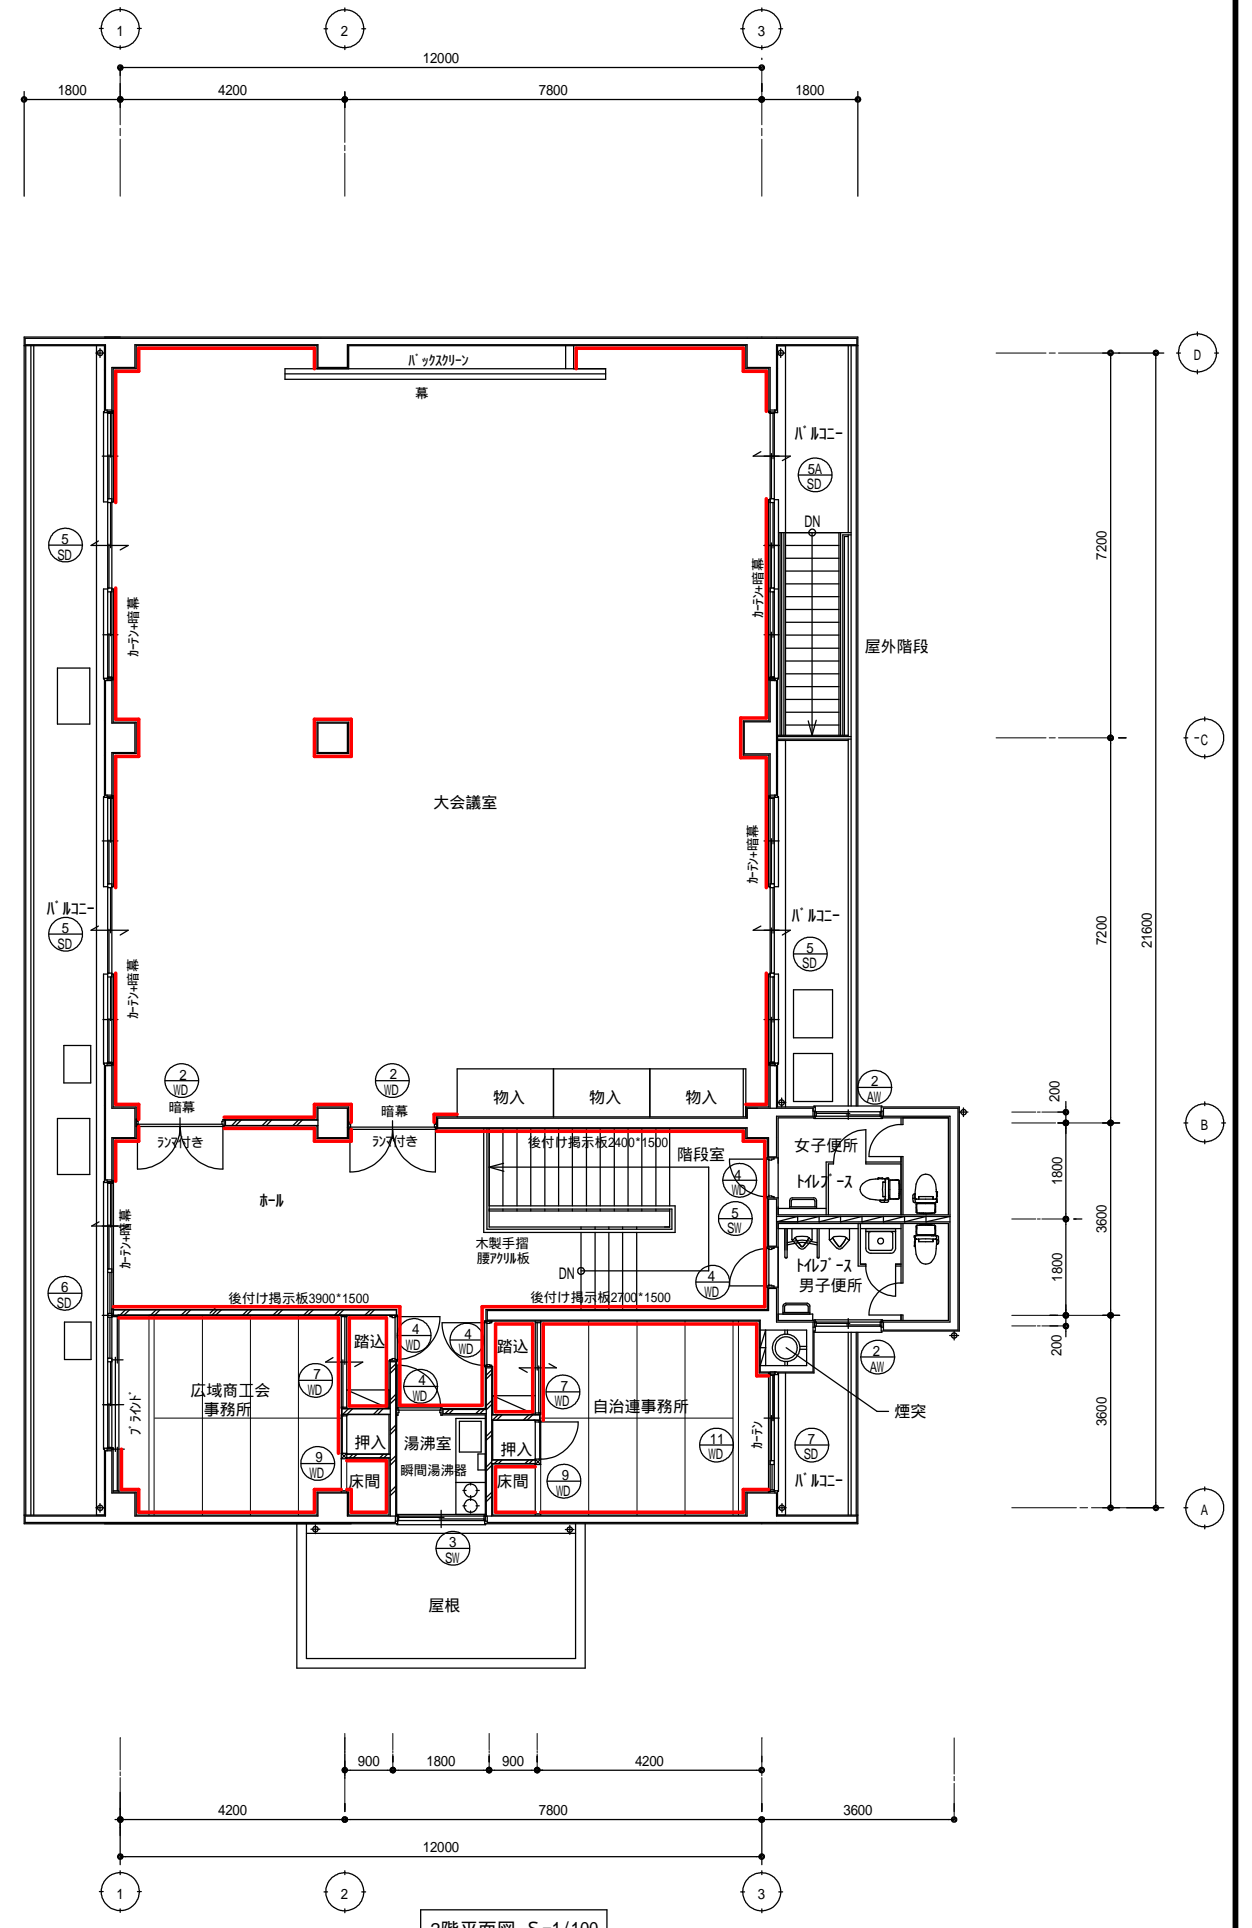 1
2
3
12000
1800
4200
7800
1800
バックスクリーン
幕
D
バルコニー
5A
SD
DN
7200
5
SD
カーテン+暗幕
カーテン+暗幕
屋外階段
C
大会議室
カーテン+暗幕
バルコニー
5
SD
バルコニー
5
SD
7200
21600
カーテン+暗幕
2
WD
暗幕
2
WD
暗幕
物入
物入
物入
2
AW
200
B
ランマ付き
ランマ付き
後付け掲示板2400*1500
階段室
女子便所
4
WD
トイレブース
1800
ホール
5
SW
3600
カーテン+暗幕
木製手摺
腰アクリル板
DN
4
WD
トイレブース
男子便所
1800
6
SD
後付け掲示板3900*1500
後付け掲示板2700*1500
200
踏込
4
WD
4
WD
踏込
2
AW
7
WD
4
WD
7
WD
広域商工会
事務所
自治連事務所
煙突
3600
ブラインド
カーテン
押入
湯沸室
押入
11
WD
7
SD
9
WD
床間
瞬間湯沸器
床間
9
WD
バルコニー
A
3
SW
屋根
900
1800
900
4200
4200
7800
3600
12000
1
2
3
2階平面図 S=1/100